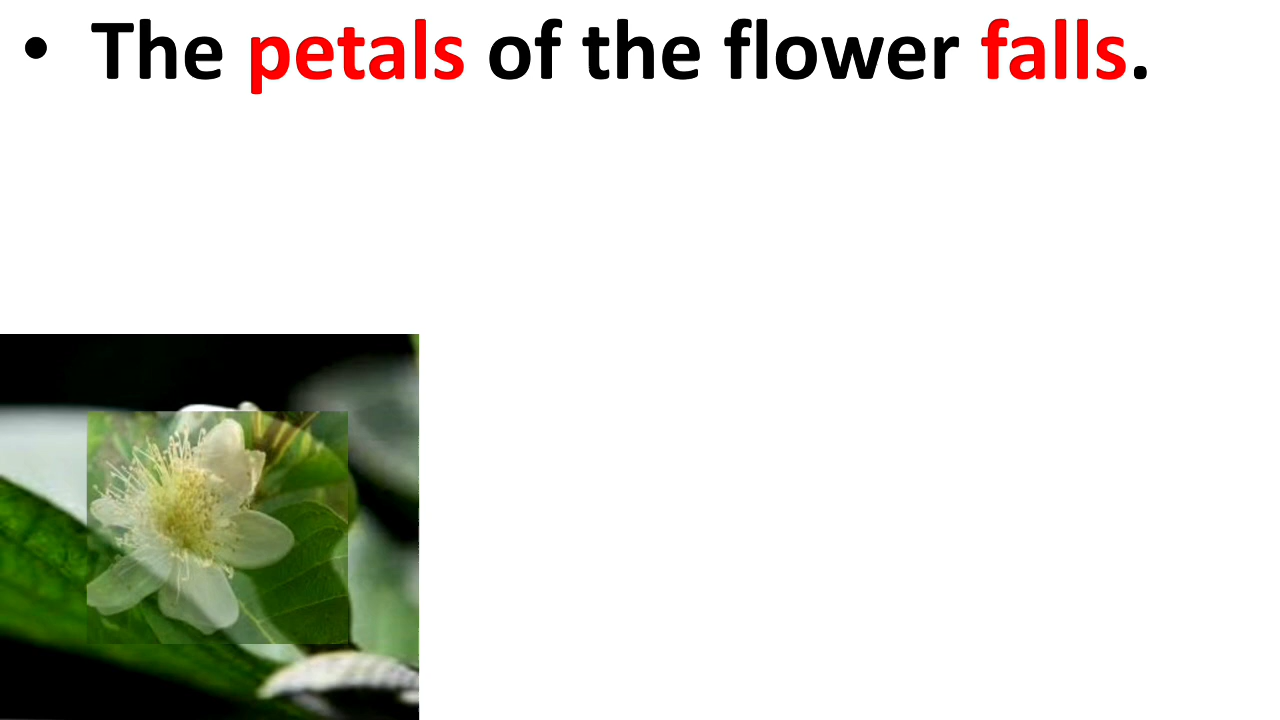 • The petals of the flower falls.